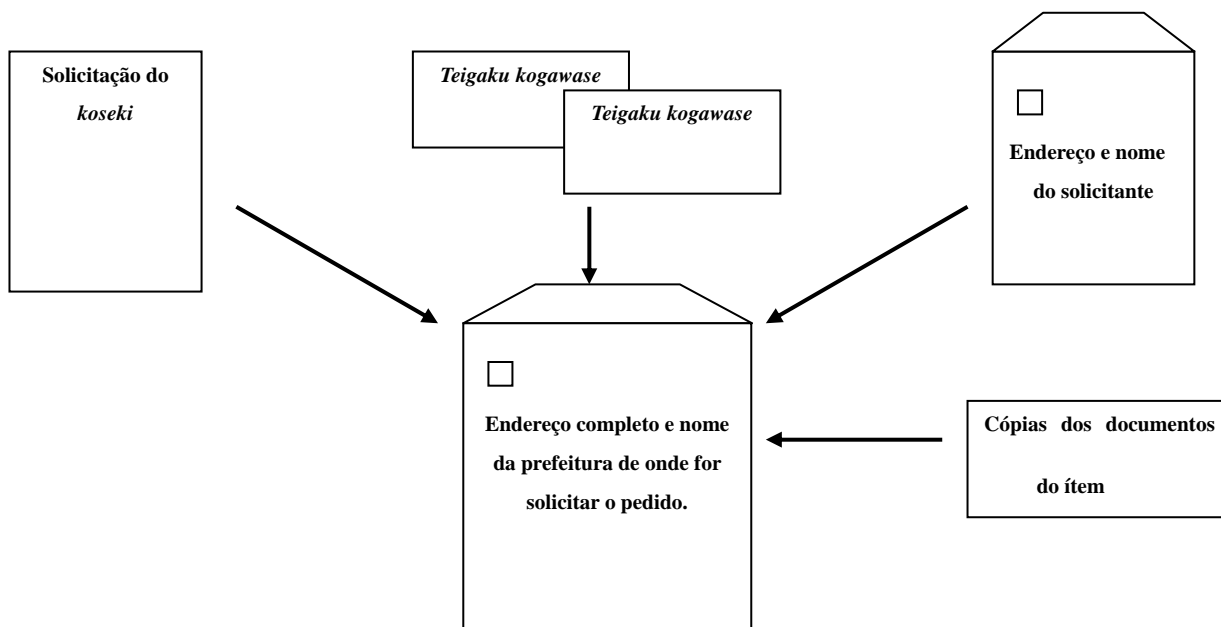 Solicitação do
koseki
Teigaku kogawase
Teigaku kogawase
Endereço e nome
do solicitante
Endereço completo e nome
da prefeitura de onde for
solicitar o pedido.
Cópias dos documentos
do ítem